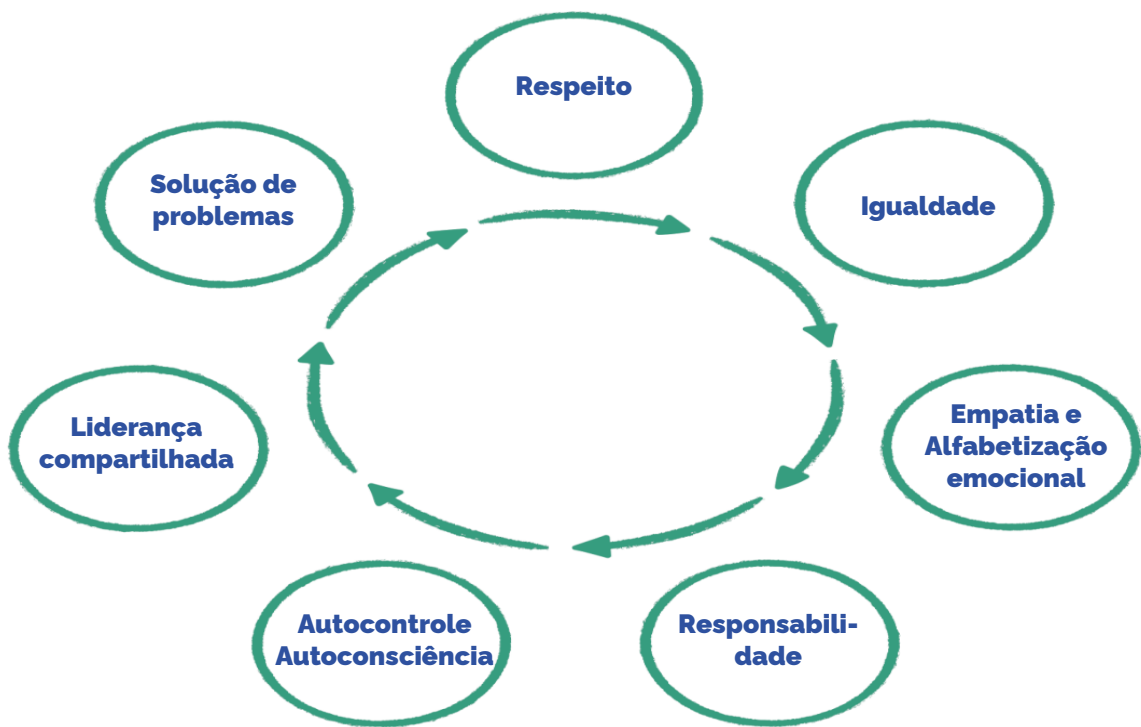 Respeito
Igualdade
Empatia e
Alfabetização
emocional
Responsabili-
dade
Autocontrole
Autoconsciência
Liderança
compartilhada
Solução de
problemas